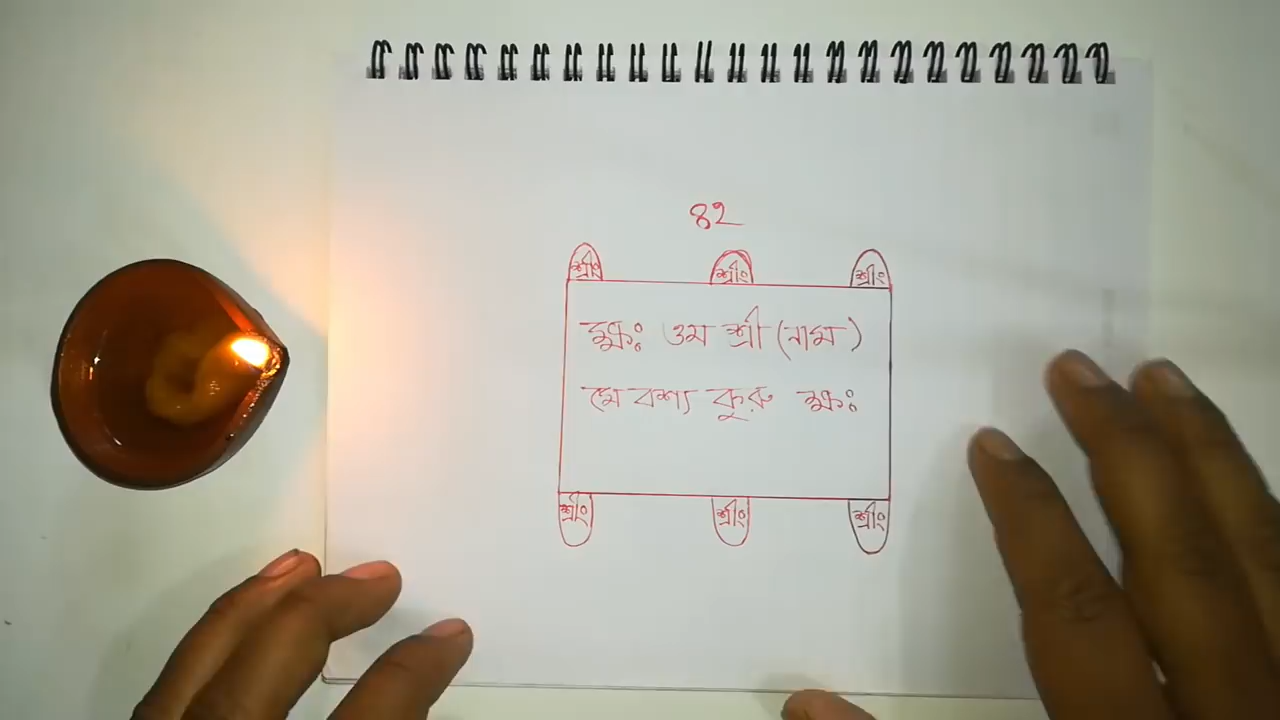 ৪২
শ্রীং শ্রীং শ্রীং
ওম শ্রী (নাম)
মে বশ্য কুরু
শ্রীং শ্রীং শ্রীং